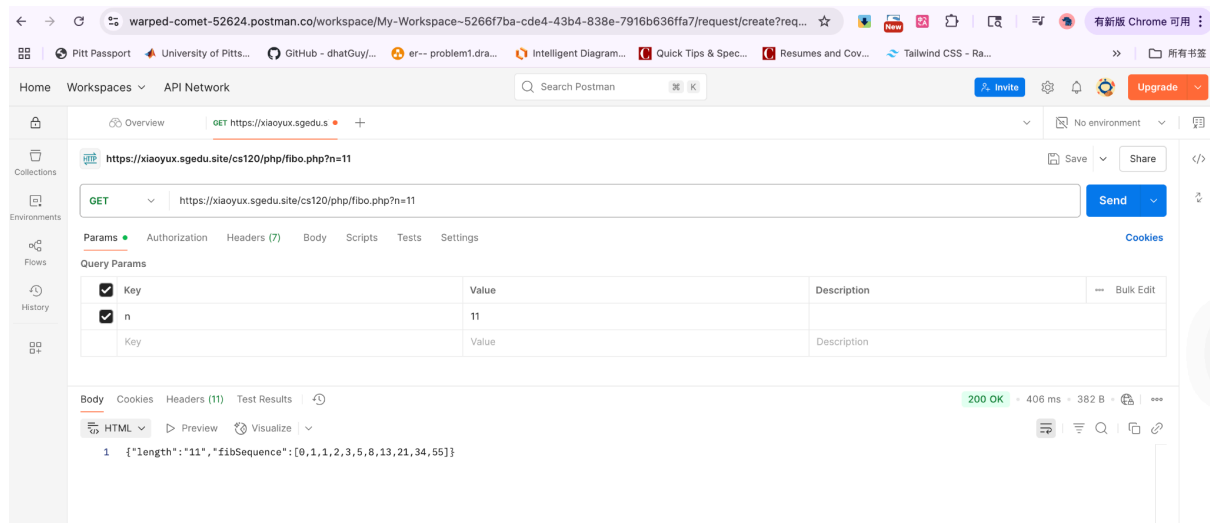 warped-comet-52624.postman.co/workspace/My-Workspace~5266f7ba-cde4-43b4-838e-7916b636ffa7/request/create?req... New 有新版 Chrome 可用
Pitt Passport University of Pitts... GitHub - dhatGuy/... er-- problem1.dra... Intelligent Diagram... Quick Tips & Spec... Resumes and Cov... Tailwind CSS - Ra... » 所有书签
Home Workspaces API Network Search Postman ⌘ K Invite Upgrade
Overview GET https://xiaoyux.sgedu.s No environment
HTTP https://xiaoyux.sgedu.site/cs120/php/fibo.php?n=11 Save Share
Collections
GET https://xiaoyux.sgedu.site/cs120/php/fibo.php?n=11 Send
Environments
Params Authorization Headers (7) Body Scripts Tests Settings Cookies
Flows
Query Params
Key Value Description Bulk Edit
History
n 11
Key Value Description
Body Cookies Headers (11) Test Results 200 OK 406 ms 382 B
HTML Preview Visualize
1 {"length":"11","fibSequence":[0,1,1,2,3,5,8,13,21,34,55]}